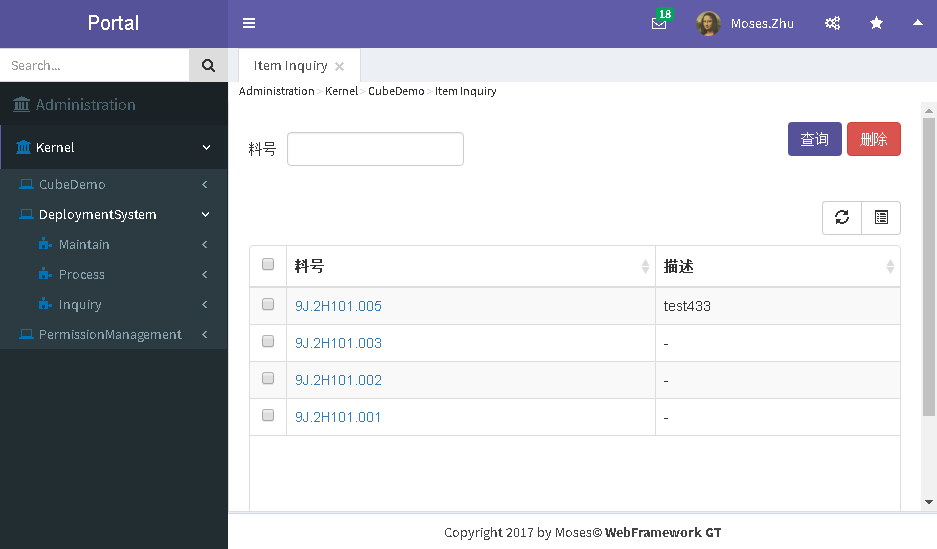 Portal
18
Moses.Zhu
Search...
Item Inquiry
Administration > Kernel > CubeDemo > Item Inquiry
Administration
Kernel
CubeDemo
DeploymentSystem
Maintain
Process
Inquiry
PermissionManagement
料号
查询 删除
料号 描述
9J.2H101.005 test433
9J.2H101.003 -
9J.2H101.002 -
9J.2H101.001 -
Copyright 2017 by Moses© WebFramework GT